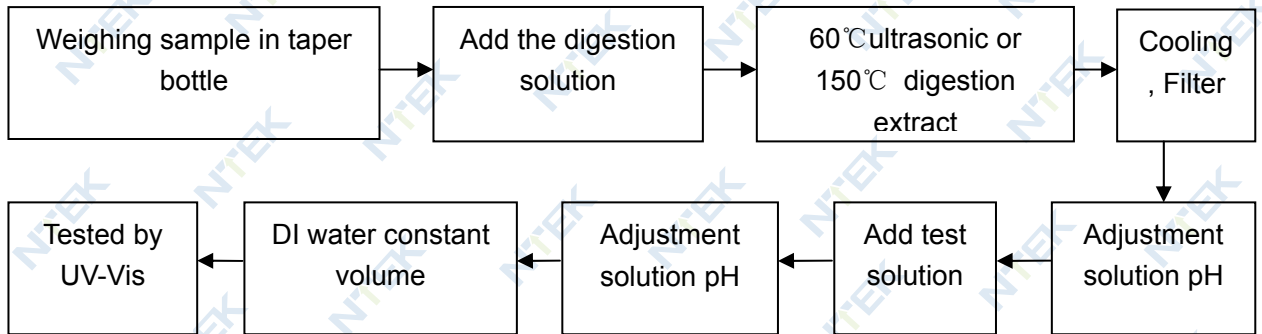 Weighing sample in taper
bottle
Add the digestion
solution
60℃ultrasonic or
150℃ digestion
extract
Cooling
, Filter
Adjustment
solution pH
Add test
solution
Adjustment
solution pH
DI water constant
volume
Tested by
UV-Vis
NTEK